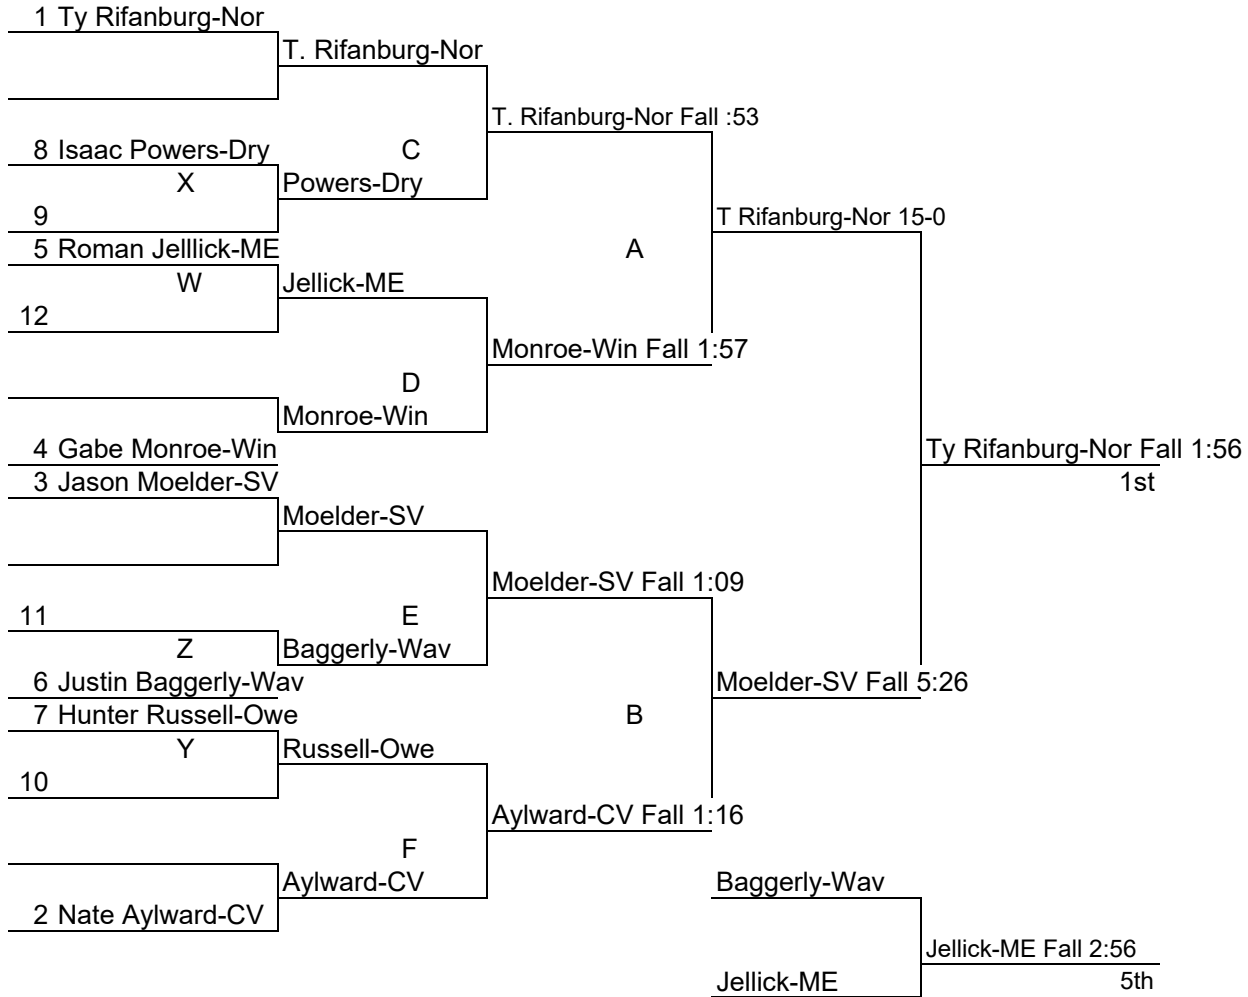 1 Ty Rifanburg-Nor
T. Rifanburg-Nor
T. Rifanburg-Nor Fall :53
8 Isaac Powers-Dry
C
X
Powers-Dry
9
T Rifanburg-Nor 15-0
5 Roman Jelllick-ME
A
W
Jellick-ME
12
Monroe-Win Fall 1:57
D
Monroe-Win
4 Gabe Monroe-Win
Ty Rifanburg-Nor Fall 1:56
3 Jason Moelder-SV
1st
Moelder-SV
Moelder-SV Fall 1:09
11
E
Z
Baggerly-Wav
6 Justin Baggerly-Wav
Moelder-SV Fall 5:26
7 Hunter Russell-Owe
B
Y
Russell-Owe
10
Aylward-CV Fall 1:16
F
Aylward-CV
Baggerly-Wav
2 Nate Aylward-CV
Jellick-ME Fall 2:56
Jellick-ME
5th